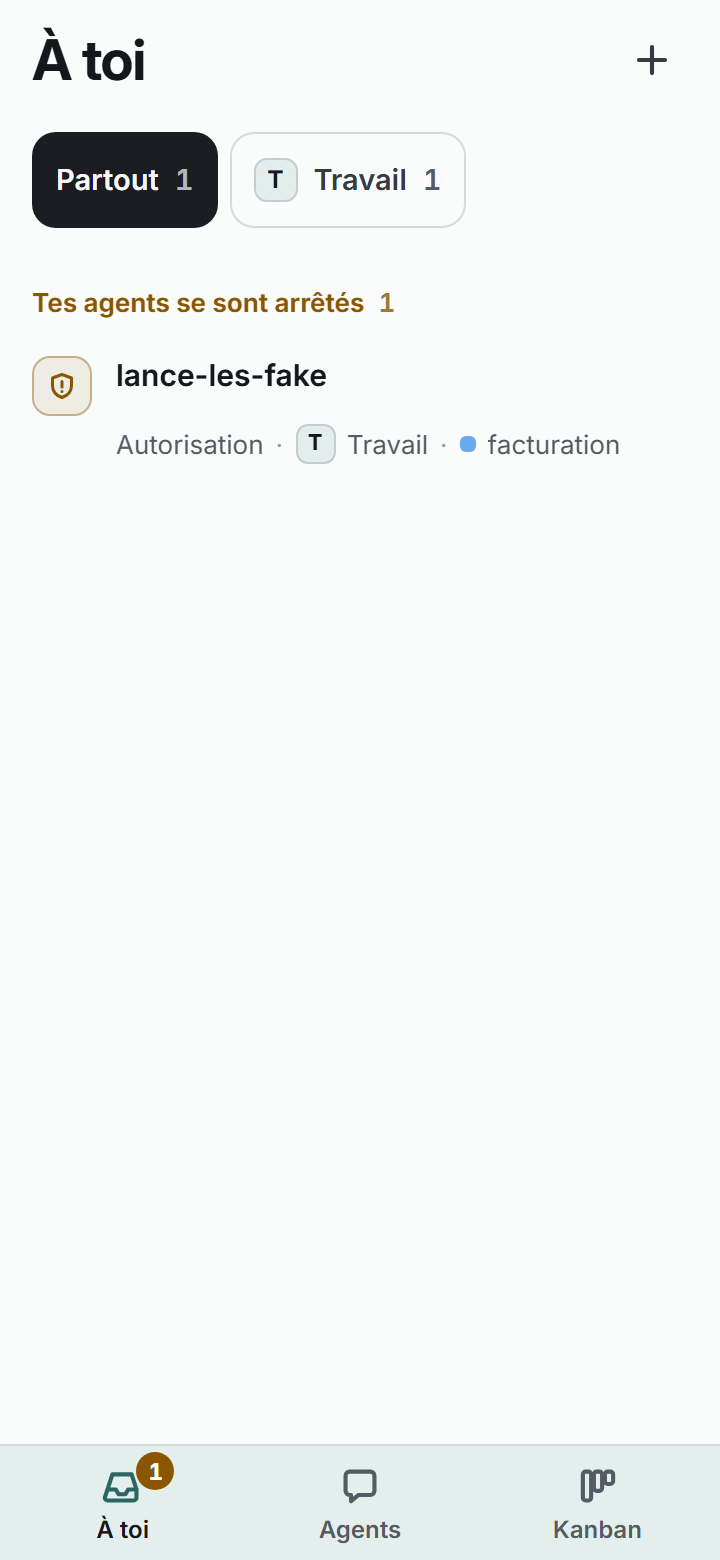 À toi
Partout 1
T Travail 1
Tes agents se sont arrêtés 1
lance-les-fake
Autorisation · T Travail · facturation
1
À toi
Agents
Kanban